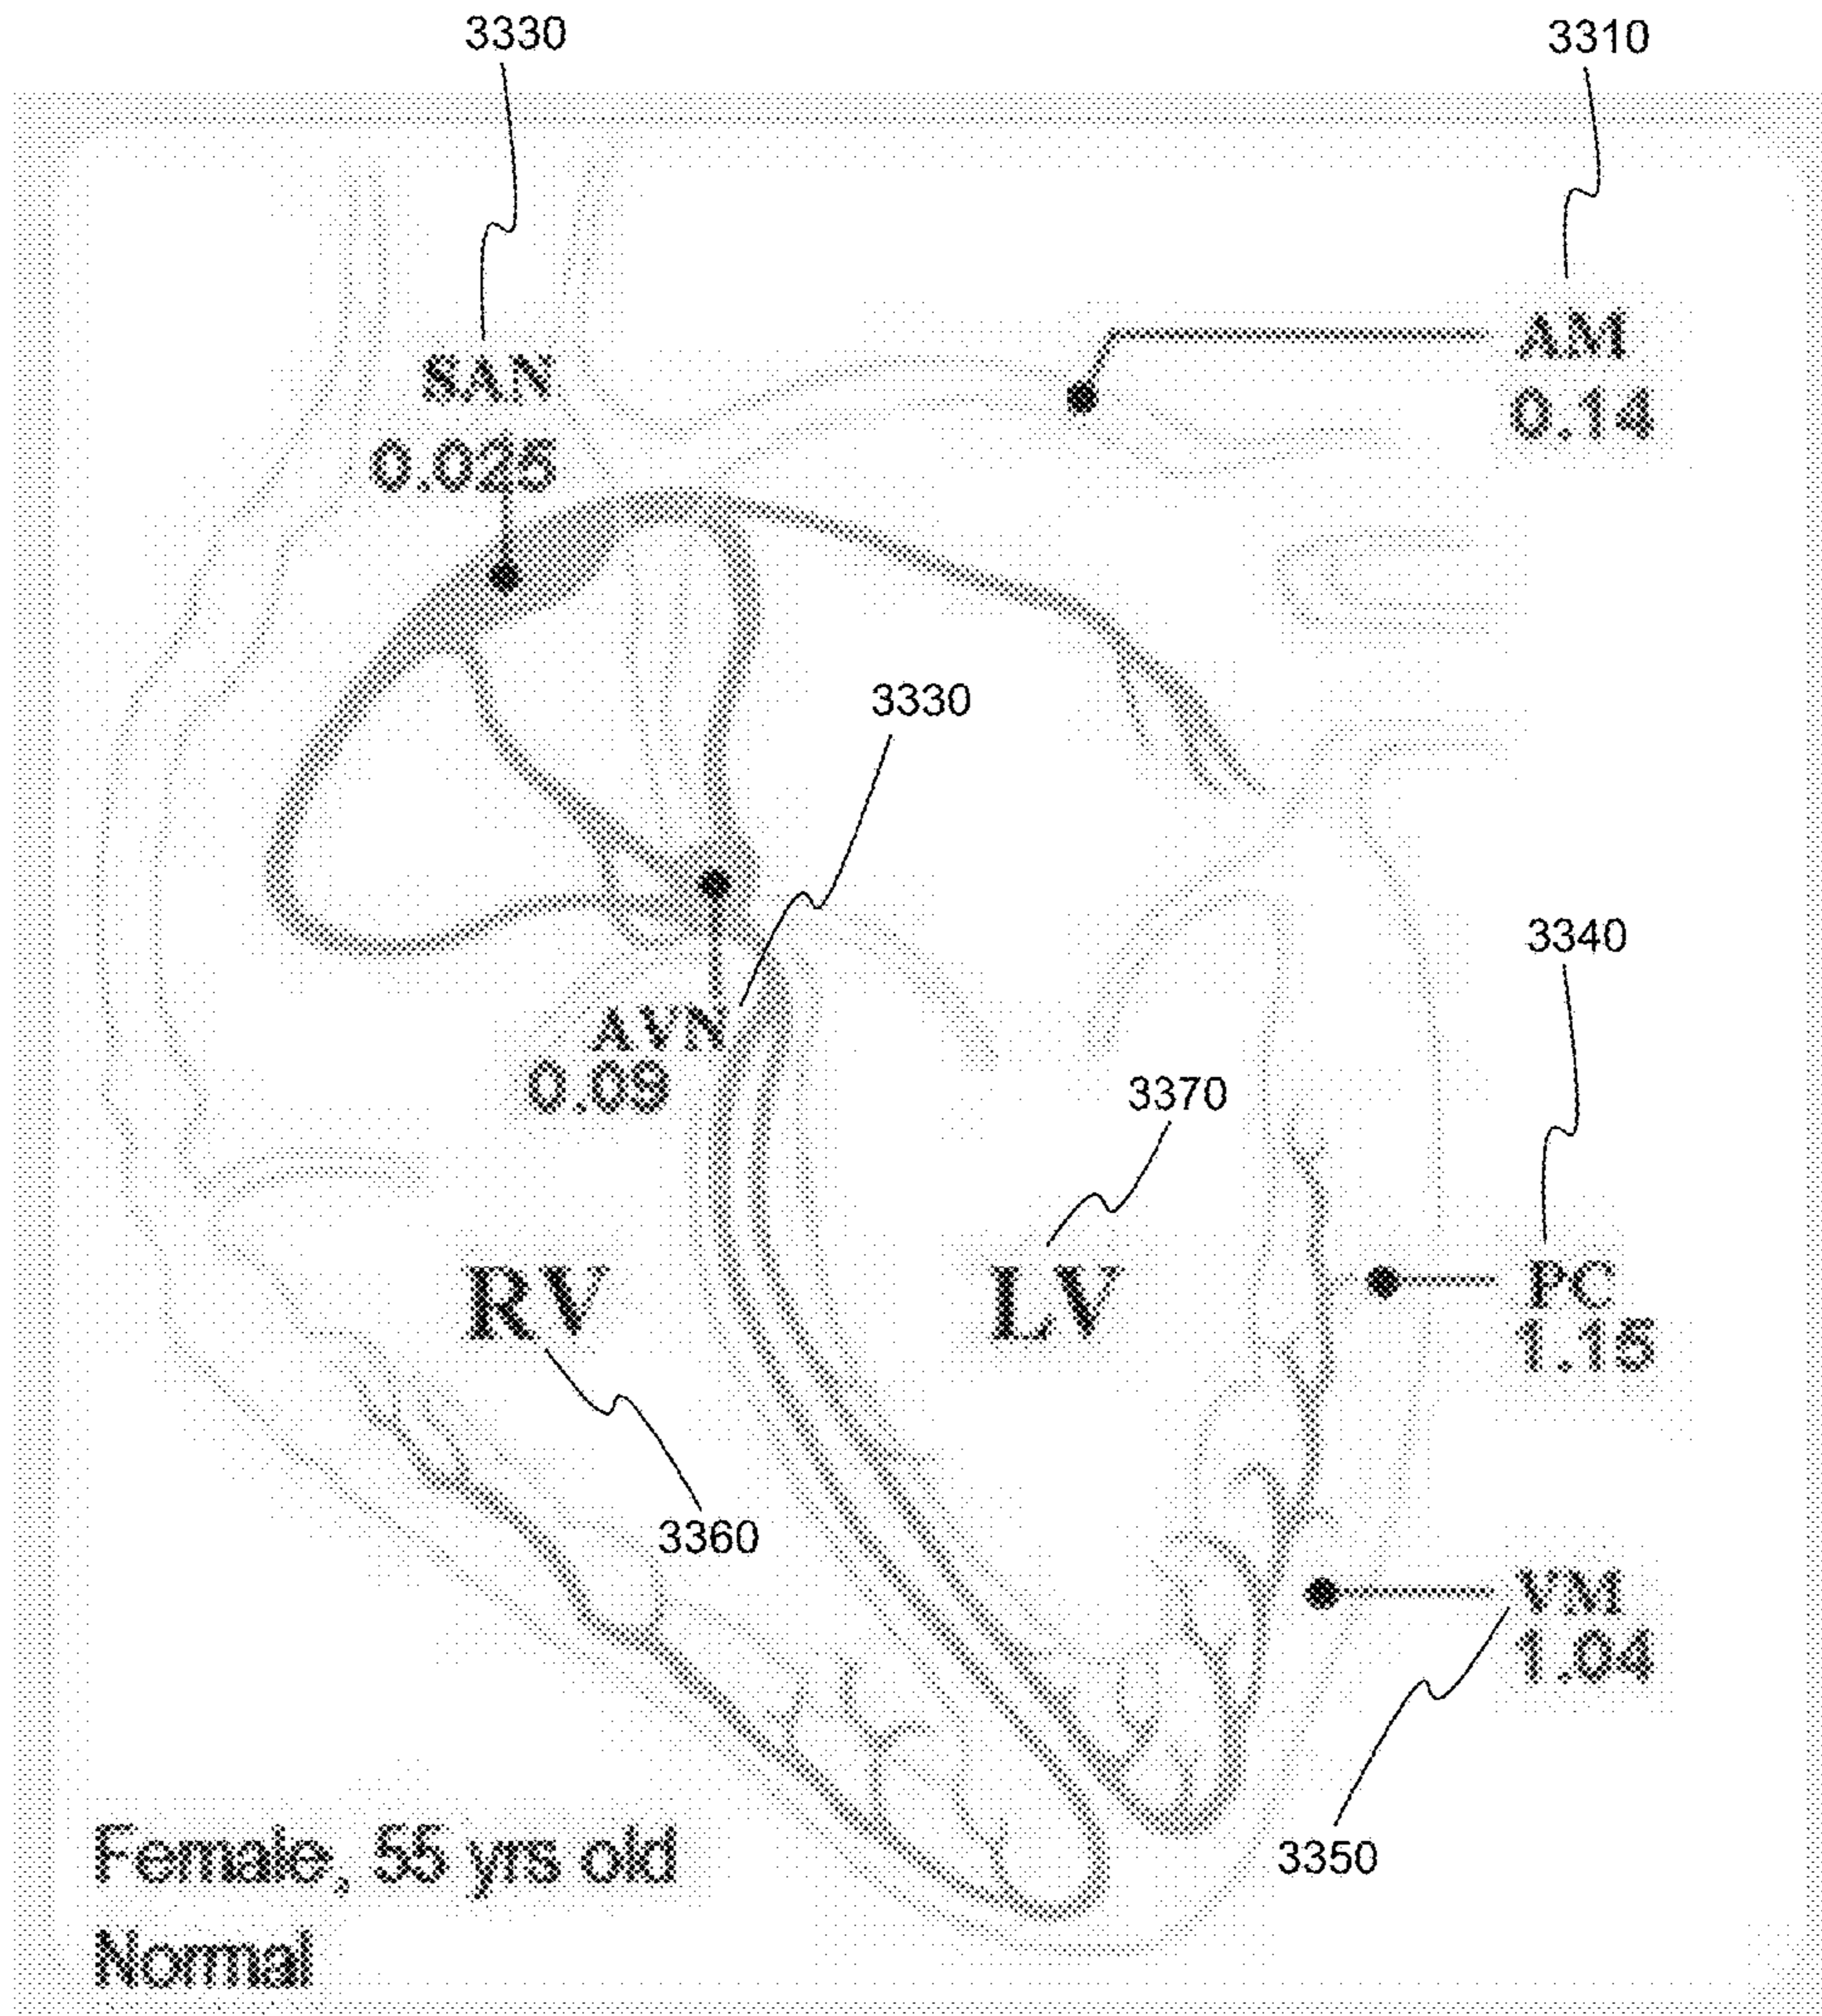 3330
3310
SAN
0.025
AM
0.14
3330
AVN
0.09
3340
3370
RV
LV
PC
1.15
3360
VM
1.04
3350
Female, 55 yrs old
Normal